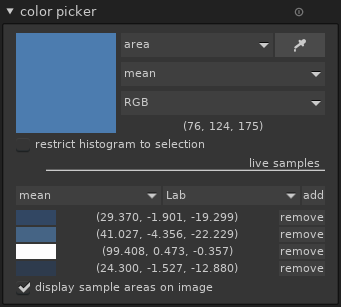 color picker
area
mean
RGB
(76, 124, 175)
restrict histogram to selection
live samples
mean Lab add
(29.370, -1.901, -19.299) remove
(41.027, -4.356, -22.229) remove
(99.408, 0.473, -0.357) remove
(24.300, -1.527, -12.880) remove
display sample areas on image